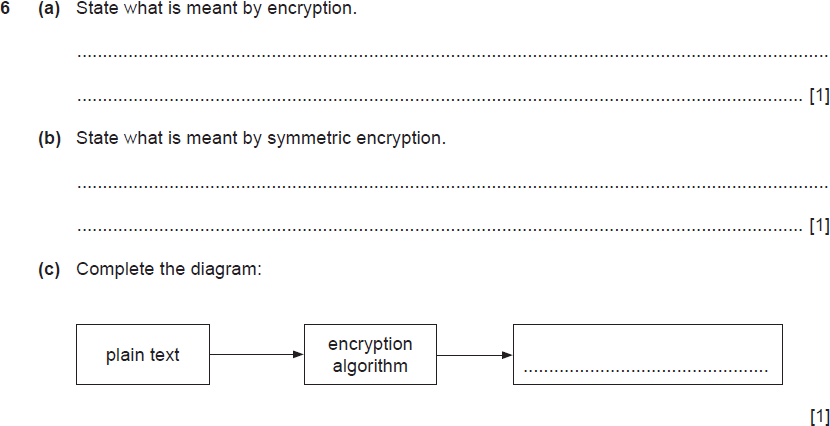 6 (a) State what is meant by encryption.
..........................................................................................................................................................
.................................................................................................................................................... [1]
(b) State what is meant by symmetric encryption.
..........................................................................................................................................................
.................................................................................................................................................... [1]
(c) Complete the diagram:
plain text
encryption
algorithm
................................................
[1]